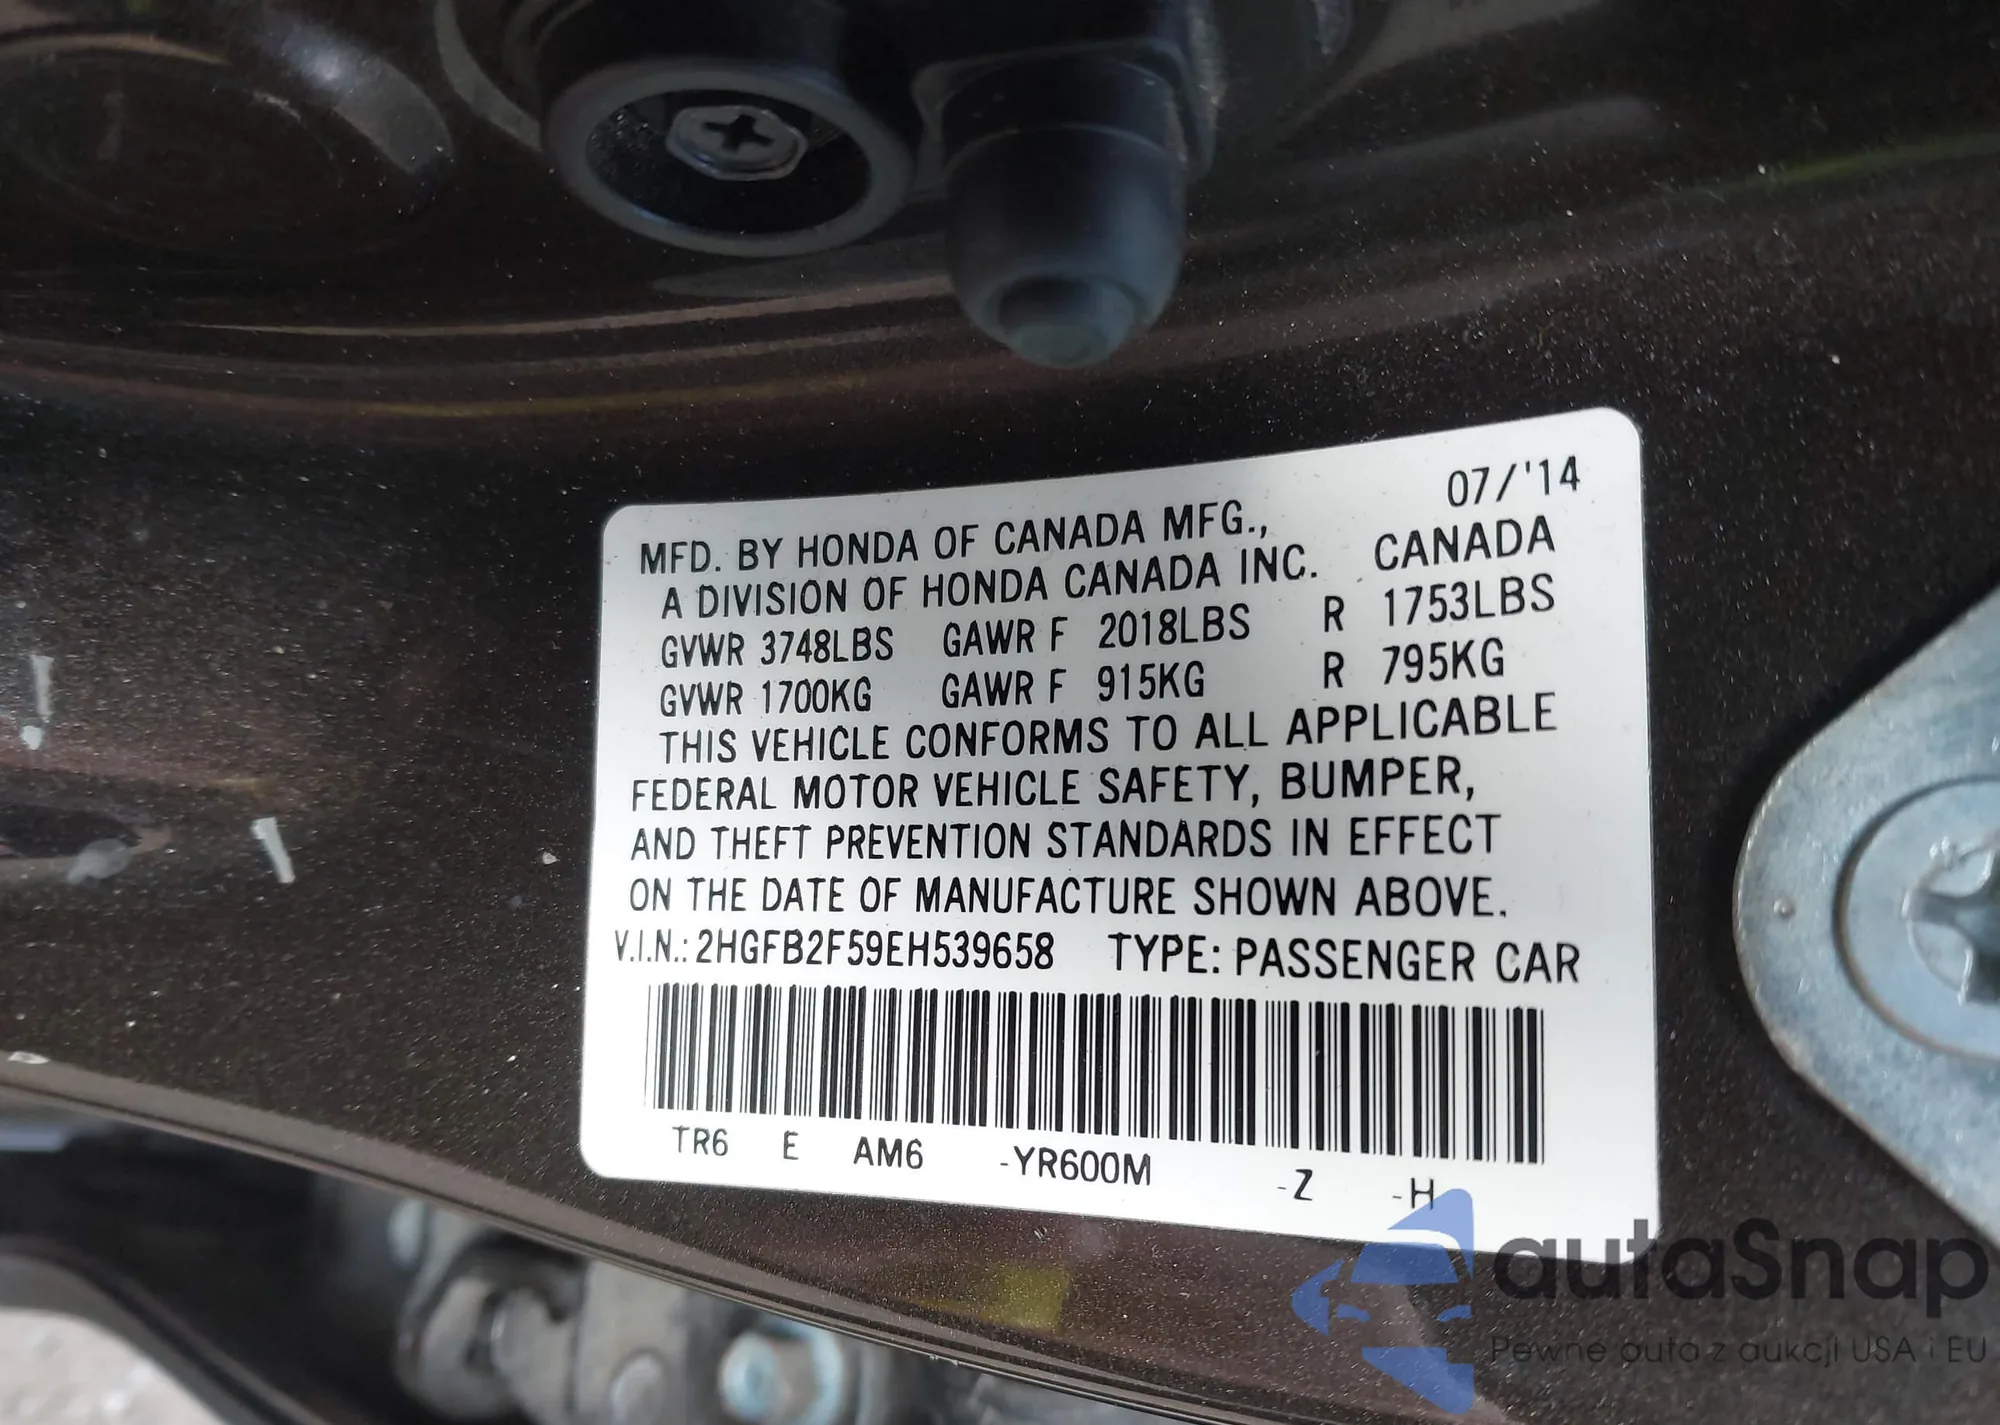 07/'14
MFD. BY HONDA OF CANADA MFG.,
A DIVISION OF HONDA CANADA INC. CANADA
GVWR 3748LBS GAWR F 2018LBS R 1753LBS
GVWR 1700KG GAWR F 915KG R 795KG
THIS VEHICLE CONFORMS TO ALL APPLICABLE
FEDERAL MOTOR VEHICLE SAFETY, BUMPER,
AND THEFT PREVENTION STANDARDS IN EFFECT
ON THE DATE OF MANUFACTURE SHOWN ABOVE.
V.I.N.: 2HGFB2F59EH539658 TYPE: PASSENGER CAR
TR6 E AM6 -YR600M -Z -H
autaSnap
Pewne auta z aukcji USA i EU